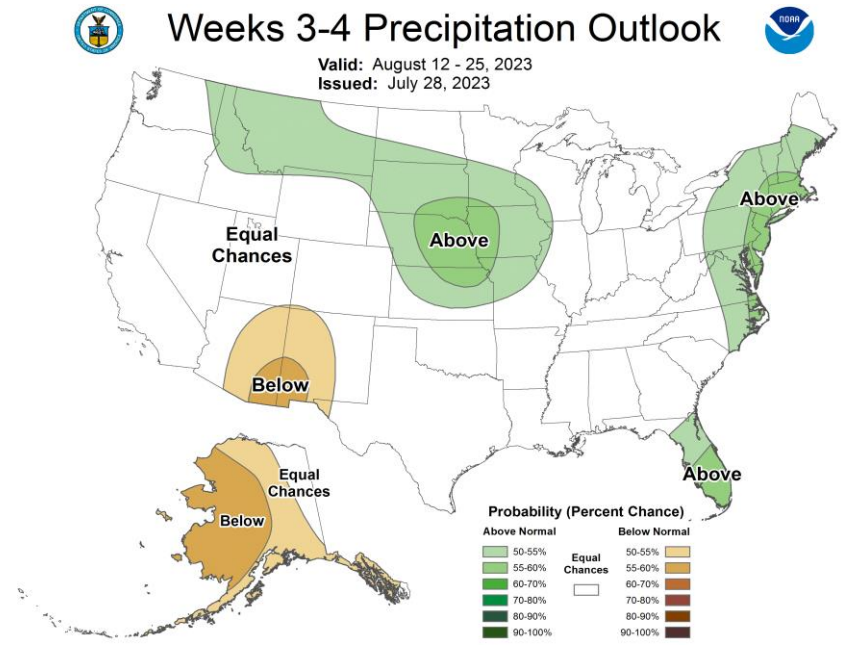 Weeks 3-4 Precipitation Outlook
NOAA
Valid: August 12 - 25, 2023
Issued: July 28, 2023
Above
Equal
Chances
Above
Below
Above
Equal
Chances
Below
Probability (Percent Chance)
Above Normal
Below Normal
Equal
Chances
50-55%
55-60%
60-70%
70-80%
80-90%
90-100%
50-55%
55-60%
60-70%
70-80%
80-90%
90-100%